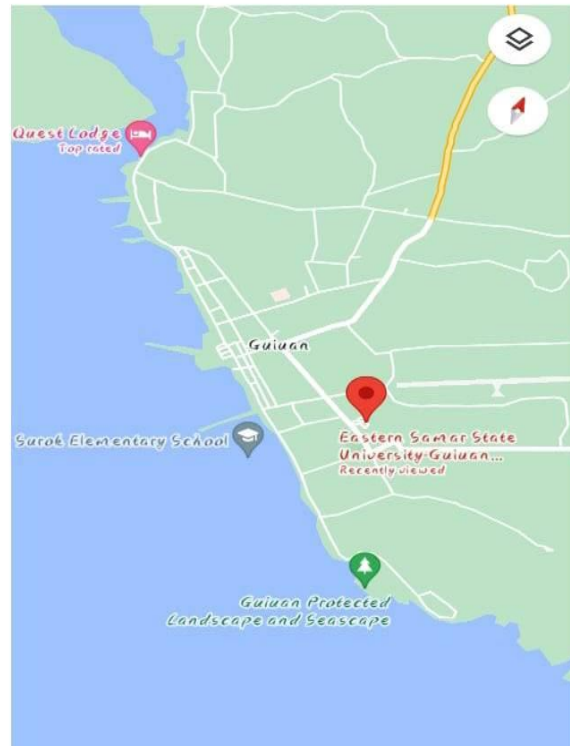 Quest Lodge
Top rated
Guiuan
Surok Elementary School
Eastern Samar State
University-Guiuan...
Recently viewed
Guiuan Protected
Landscape and Seascape